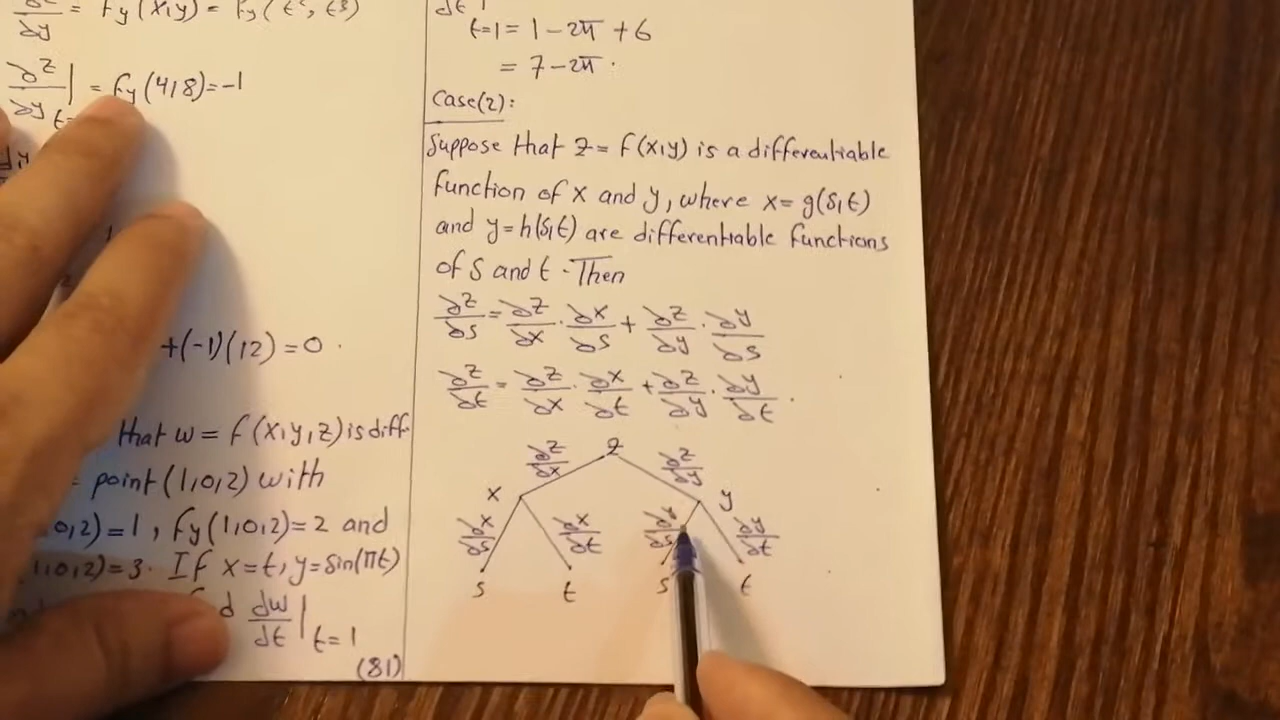 ∂z/∂y = fy(x,y) = fy(t², t³)
∂z/∂y| = fy(4,8) = -1
+(-1)(12) = 0.
that w = f(x,y,z) is diff.
point (1,0,2) with
0,2) = 1, fy(1,0,2) = 2 and
1,0,2) = 3. If x=t, y=sin(πt)
dw/dt| t=1
(81)
t=1 = 1-2π+6
= 7-2π.
Case(2):
Suppose that z = f(x,y) is a differentiable
function of x and y, where x = g(s,t)
and y = h(s,t) are differentiable functions
of s and t. Then
∂z/∂s = ∂z/∂x · ∂x/∂s + ∂z/∂y · ∂y/∂s
∂z/∂t = ∂z/∂x · ∂x/∂t + ∂z/∂y · ∂y/∂t .
∂z/∂x z ∂z/∂y
x y
∂x/∂s ∂x/∂t ∂y/∂s ∂y/∂t
s t s t